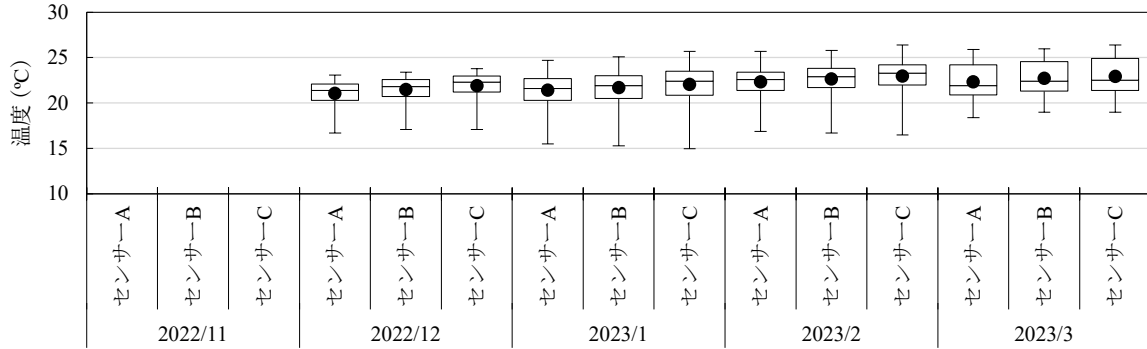 30
25
20
15
10
温度 (ºC)
センサーA
センサーB
センサーC
センサーA
センサーB
センサーC
センサーA
センサーB
センサーC
センサーA
センサーB
センサーC
センサーA
センサーB
センサーC
2022/11
2022/12
2023/1
2023/2
2023/3